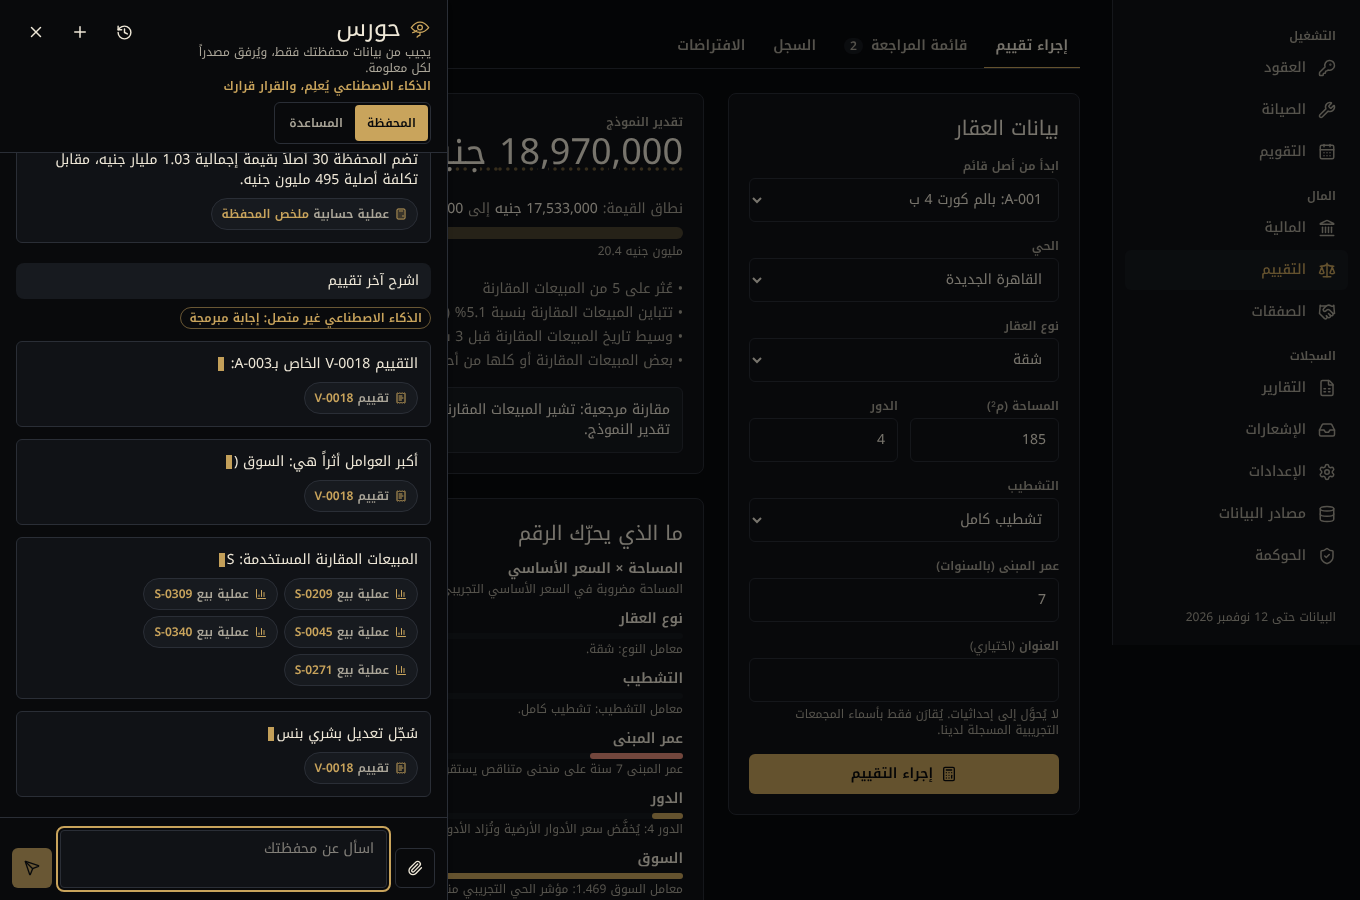 حورس
يجيب من بيانات محفظتك فقط، ويُرفق مصدراً
لكل معلومة.
الذكاء الاصطناعي يُعلِم، والقرار قرارك
المحفظة
المساعدة
تضم المحفظة 30 أصلاً بقيمة إجمالية 1.03 مليار جنيه، مقابل
تكلفة أصلية 495 مليون جنيه.
عملية حسابية ملخص المحفظة
اشرح آخر تقييم
الذكاء الاصطناعي غير متصل: إجابة مبرمجة
التقييم V-0018 الخاص بـA-003:
تقييم V-0018
أكبر العوامل أثراً هي: السوق (
تقييم V-0018
المبيعات المقارنة المستخدمة: S
عملية بيع S-0209
عملية بيع S-0309
عملية بيع S-0045
عملية بيع S-0340
عملية بيع S-0271
سُجّل تعديل بشري بنس
تقييم V-0018
اسأل عن محفظتك
التشغيل
العقود
الصيانة
التقويم
المال
المالية
التقييم
الصفقات
السجلات
التقارير
الإشعارات
الإعدادات
مصادر البيانات
الحوكمة
البيانات حتى 12 نوفمبر 2026
إجراء تقييم
قائمة المراجعة 2
السجل
الافتراضات
بيانات العقار
ابدأ من أصل قائم
A-001: بالم كورت 4 ب
الحي
القاهرة الجديدة
نوع العقار
شقة
المساحة (م²)
الدور
185
4
التشطيب
تشطيب كامل
عمر المبنى (بالسنوات)
7
العنوان (اختياري)
لا يُحوَّل إلى إحداثيات. يُقارَن فقط بأسماء المجمعات
التجريبية المسجلة لدينا.
إجراء التقييم
تقدير النموذج
18,970,000 جني
نطاق القيمة: 17,533,000 جنيه إلى 00
20.4 مليون جنيه
• عُثر على 5 من المبيعات المقارنة
• تتباين المبيعات المقارنة بنسبة 5.1% (
• وسيط تاريخ المبيعات المقارنة قبل 3
• بعض المبيعات المقارنة أو كلها من أح
مقارنة مرجعية: تشير المبيعات المقارن
تقدير النموذج.
ما الذي يحرّك الرقم
المساحة × السعر الأساسي
المساحة مضروبة في السعر الأساسي التجريبي
نوع العقار
معامل النوع: شقة.
التشطيب
معامل التشطيب: تشطيب كامل.
عمر المبنى
عمر المبنى 7 سنة على منحنى متناقص يستقر
الدور
الدور 4: يُخفَّض سعر الأدوار الأرضية وتُزاد الأدو
السوق
معامل السوق 1.469: مؤشر الحي التجريبي من